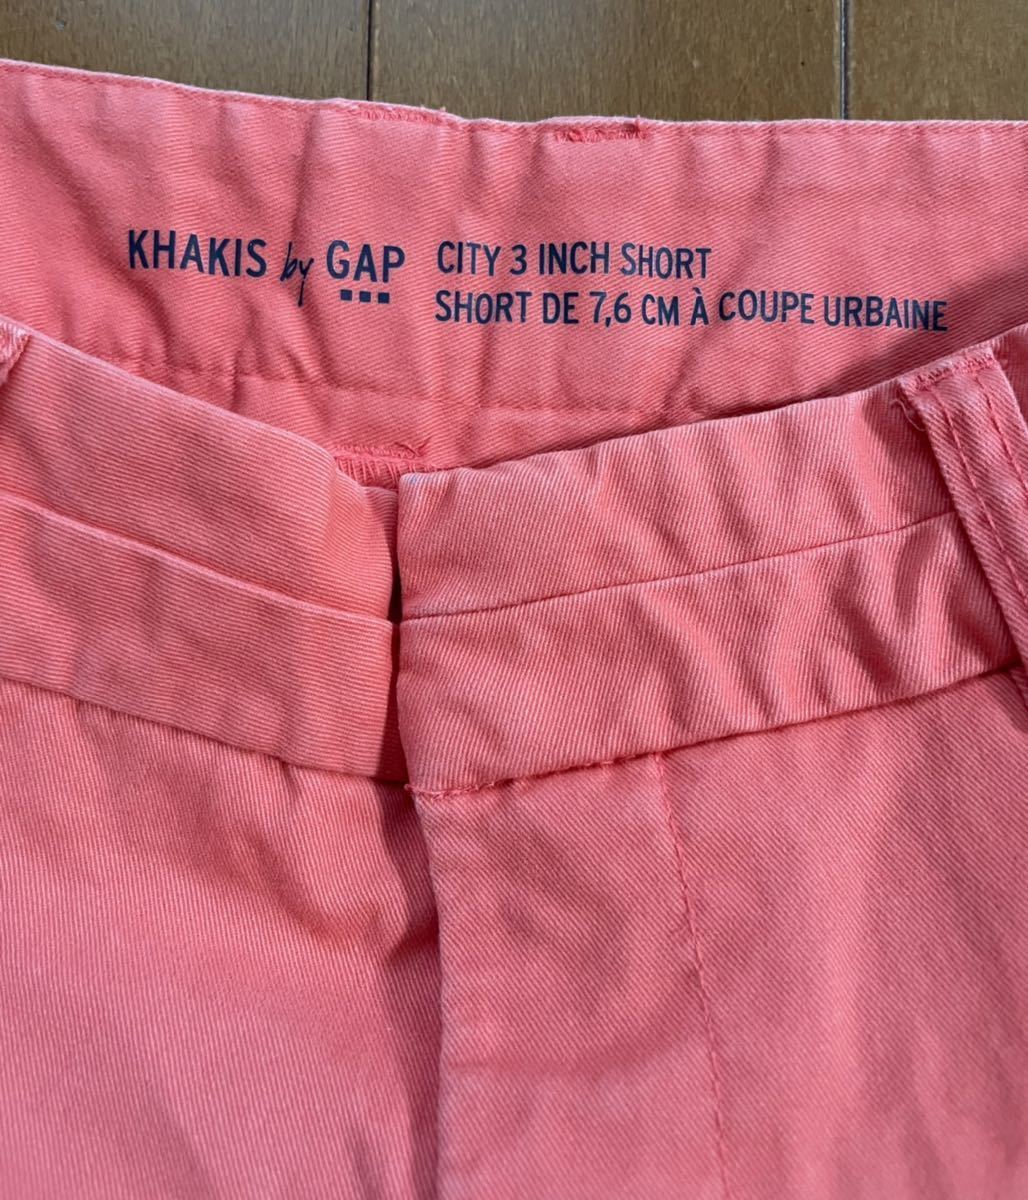 KHAKIS by GAP
CITY 3 INCH SHORT
SHORT DE 7,6 CM À COUPE URBAINE